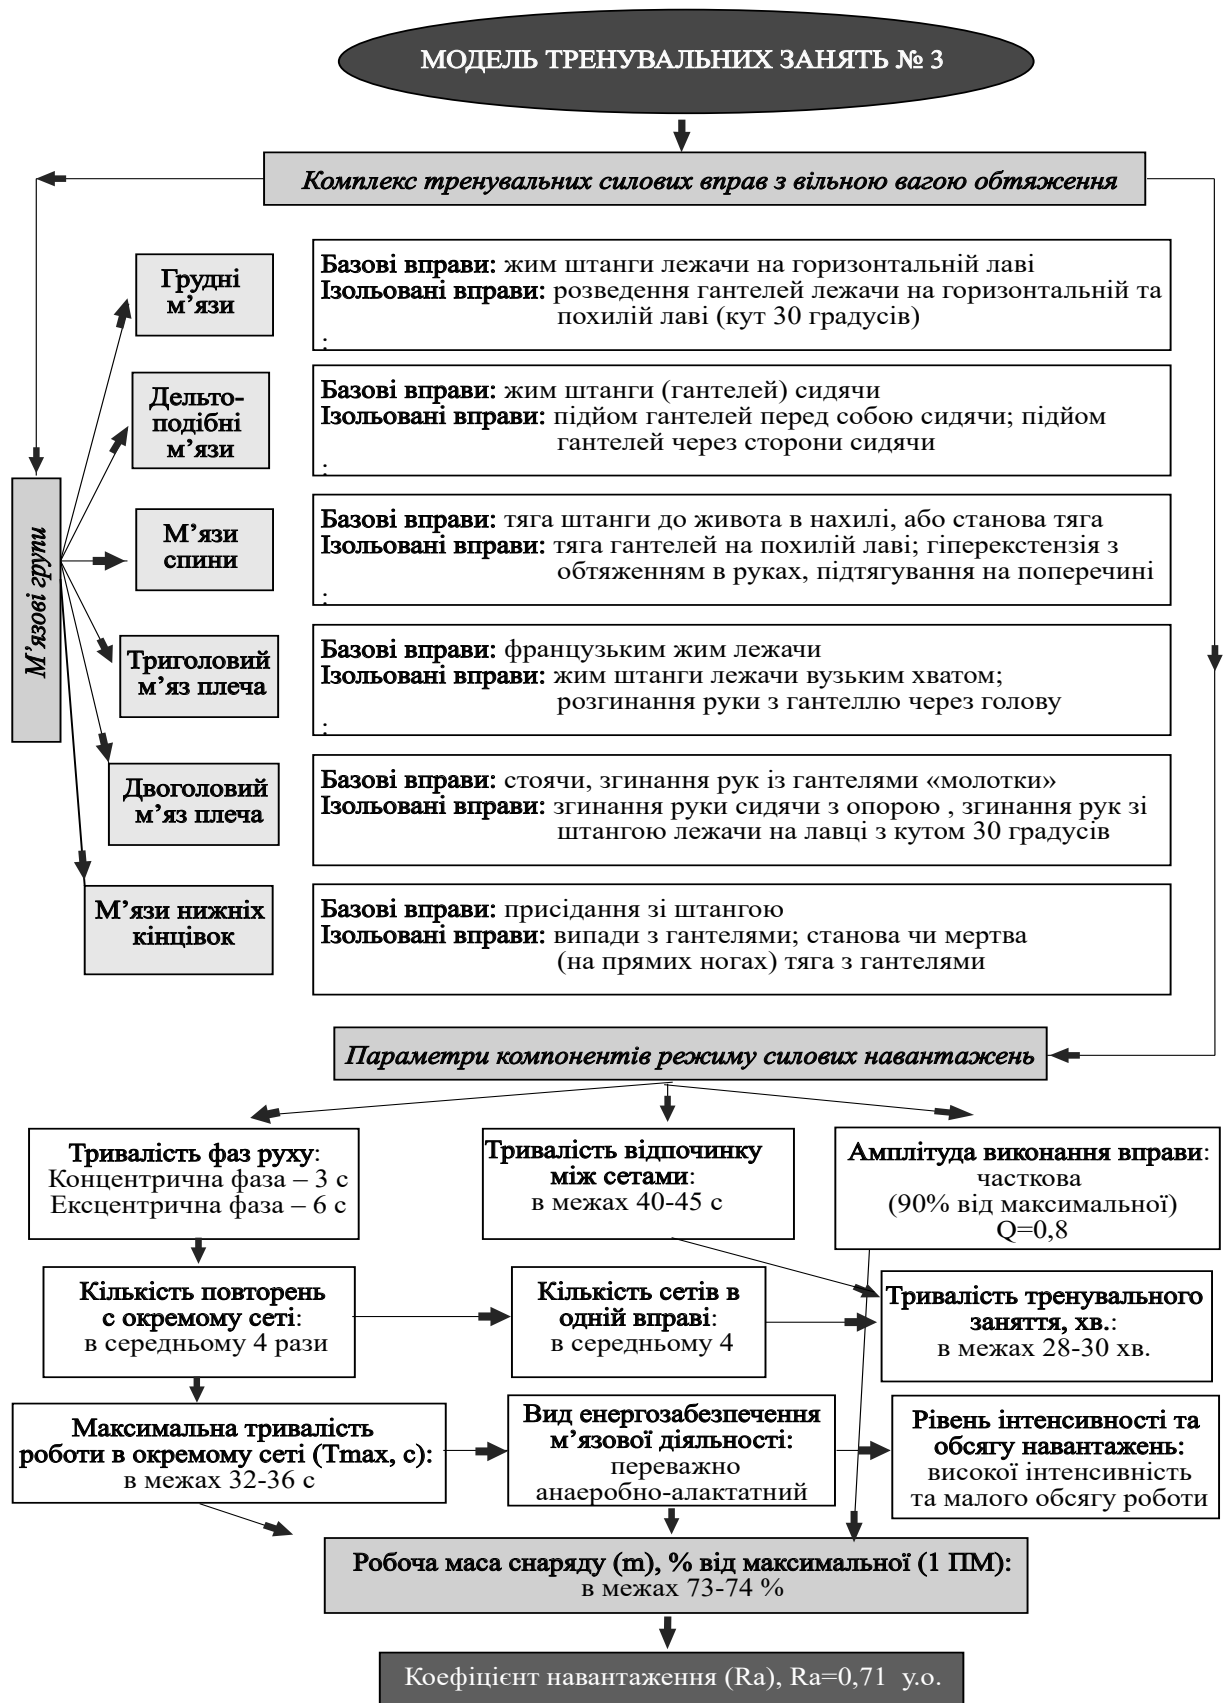 МОДЕЛЬ ТРЕНУВАЛЬНИХ ЗАНЯТЬ № 3
Комплекс тренувальних силових вправ з вільною вагою обтяження
М’язові групи
Грудні
м’язи
Базові вправи: жим штанги лежачи на горизонтальній лаві
Ізольовані вправи: розведення гантелей лежачи на горизонтальній та
похилій лаві (кут 30 градусів)
:
Дельто-
подібні
м’язи
Базові вправи: жим штанги (гантелей) сидячи
Ізольовані вправи: підйом гантелей перед собою сидячи; підйом
гантелей через сторони сидячи
:
М’язи
спини
Базові вправи: тяга штанги до живота в нахилі, або станова тяга
Ізольовані вправи: тяга гантелей на похилій лаві; гіперекстензія з
обтяженням в руках, підтягування на поперечині
:
Триголовий
м’яз плеча
Базові вправи: французьким жим лежачи
Ізольовані вправи: жим штанги лежачи вузьким хватом;
розгинання руки з гантеллю через голову
:
Двоголовий
м’яз плеча
Базові вправи: стоячи, згинання рук із гантелями «молотки»
Ізольовані вправи: згинання руки сидячи з опорою , згинання рук зі
штангою лежачи на лавці з кутом 30 градусів
М’язи нижніх
кінцівок
Базові вправи: присідання зі штангою
Ізольовані вправи: випади з гантелями; станова чи мертва
(на прямих ногах) тяга з гантелями
Параметри компонентів режиму силових навантажень
Тривалість фаз руху:
Концентрична фаза – 3 с
Ексцентрична фаза – 6 с
Тривалість відпочинку
між сетами:
в межах 40-45 с
Амплітуда виконання вправи:
часткова
(90% від максимальної)
Q=0,8
Кількість повторень
с окремому сеті:
в середньому 4 рази
Кількість сетів в
одній вправі:
в середньому 4
Тривалість тренувального
заняття, хв.:
в межах 28-30 хв.
Максимальна тривалість
роботи в окремому сеті (Tmax, с):
в межах 32-36 с
Вид енергозабезпечення
м’язової діяльності:
переважно
анаеробно-алактатний
Рівень інтенсивності та
обсягу навантажень:
високої інтенсивність
та малого обсягу роботи
Робоча маса снаряду (m), % від максимальної (1 ПМ):
в межах 73-74 %
Коефіцієнт навантаження (Ra), Ra=0,71 у.о.